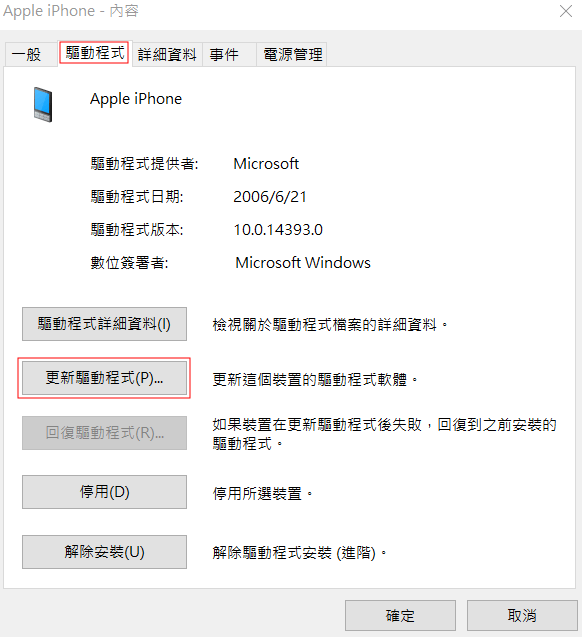 Apple iPhone - 內容
一般 驅動程式 詳細資料 事件 電源管理
Apple iPhone
驅動程式提供者: Microsoft
驅動程式日期: 2006/6/21
驅動程式版本: 10.0.14393.0
數位簽署者: Microsoft Windows
驅動程式詳細資料(I) 檢視關於驅動程式檔案的詳細資料。
更新驅動程式(P)... 更新這個裝置的驅動程式軟體。
回復驅動程式(R)... 如果裝置在更新驅動程式後失敗，回復到之前安裝的
驅動程式。
停用(D) 停用所選裝置。
解除安裝(U) 解除驅動程式安裝 (進階)。
確定 取消